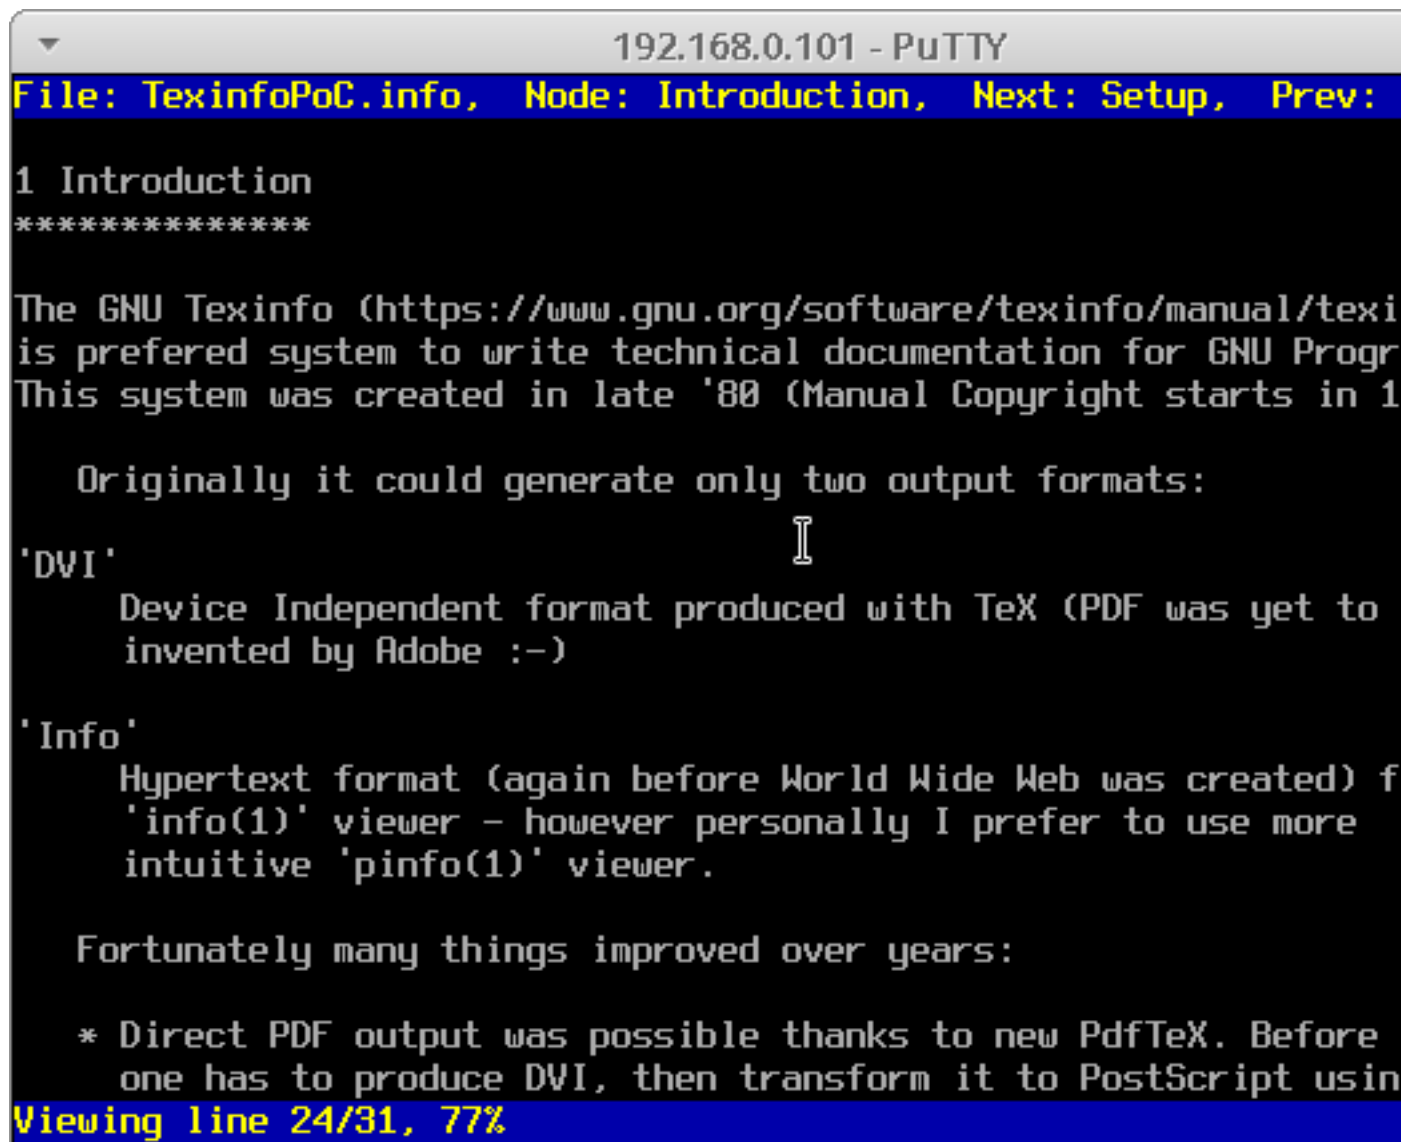 192.168.0.101 - PuTTY
File: TexinfoPoC.info,  Node: Introduction,  Next: Setup,  Prev:
1 Introduction
**************
The GNU Texinfo (https://www.gnu.org/software/texinfo/manual/texi
is prefered system to write technical documentation for GNU Progr
This system was created in late '80 (Manual Copyright starts in 1
Originally it could generate only two output formats:
'DVI'
Device Independent format produced with TeX (PDF was yet to
invented by Adobe :-)
'Info'
Hypertext format (again before World Wide Web was created) f
'info(1)' viewer - however personally I prefer to use more
intuitive 'pinfo(1)' viewer.
Fortunately many things improved over years:
* Direct PDF output was possible thanks to new PdfTeX. Before
one has to produce DVI, then transform it to PostScript usin
Viewing line 24/31, 77%